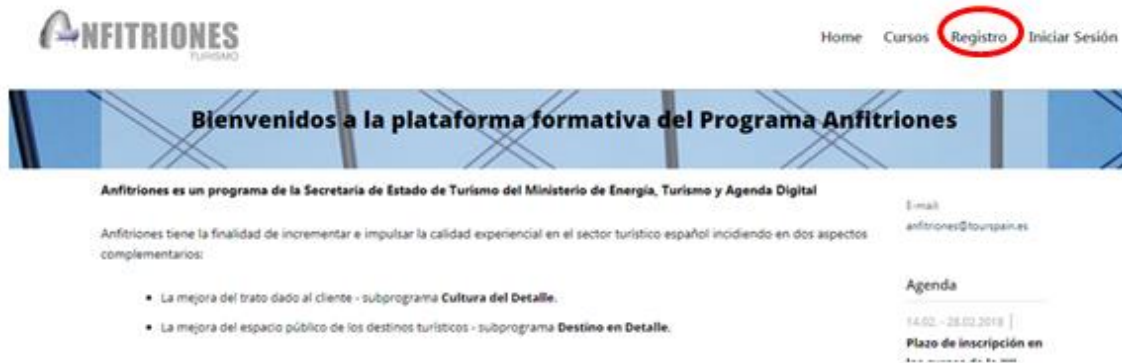 ANFITRIONES
TURISMO
Home Cursos Registro Iniciar Sesión
Bienvenidos a la plataforma formativa del Programa Anfitriones
Anfitriones es un programa de la Secretaría de Estado de Turismo del Ministerio de Energía, Turismo y Agenda Digital
Anfitriones tiene la finalidad de incrementar e impulsar la calidad experiencial en el sector turístico español incidiendo en dos aspectos
complementarios:
• La mejora del trato dado al cliente - subprograma Cultura del Detalle.
• La mejora del espacio público de los destinos turísticos - subprograma Destino en Detalle.
E-mail:
anfitriones@tourspain.es
Agenda
14.02. - 28.02.2018
Plazo de inscripción en